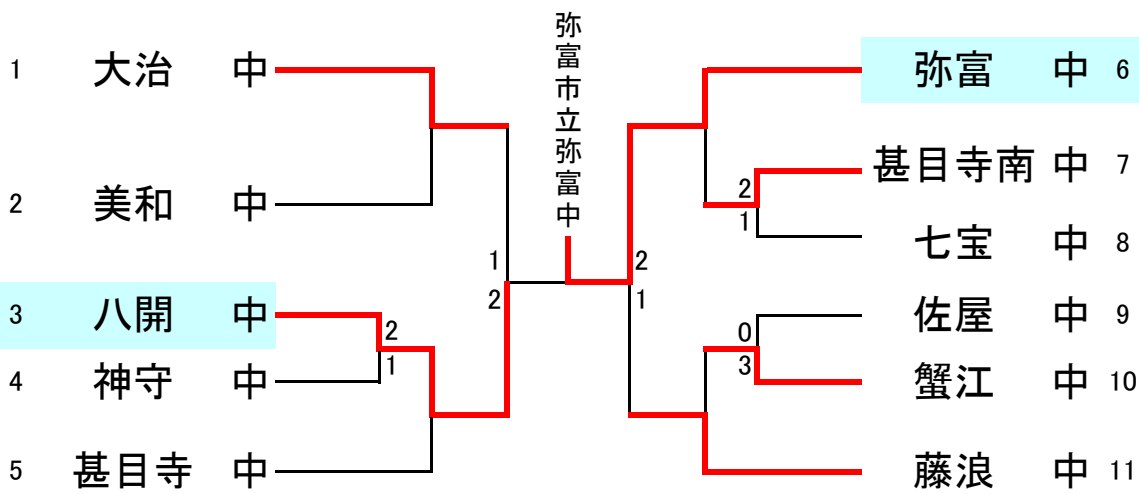 弥富市立弥富中
1 大治 中
2 美和 中
3 八開 中
4 神守 中
5 甚目寺 中
2
1
1
2
弥富 中 6
甚目寺南 中 7
七宝 中 8
佐屋 中 9
蟹江 中 10
藤浪 中 11
2
1
2
1
0
3